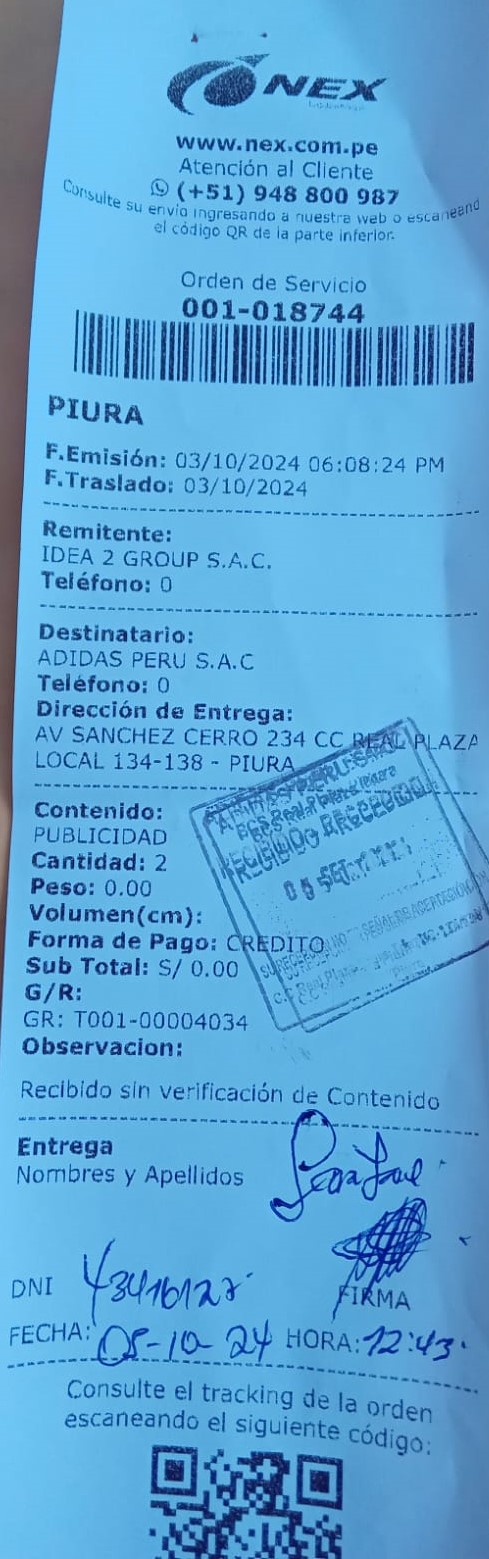 NEX
www.nex.com.pe
Atención al Cliente
(+51) 948 800 987
Consulte su envío ingresando a nuestra web o escaneand
el código QR de la parte inferior.
Orden de Servicio
001-018744
PIURA
F.Emisión: 03/10/2024 06:08:24 PM
F.Traslado: 03/10/2024
Remitente:
IDEA 2 GROUP S.A.C.
Teléfono: 0
Destinatario:
ADIDAS PERU S.A.C
Teléfono: 0
Dirección de Entrega:
AV SANCHEZ CERRO 234 CC REAL PLAZA
LOCAL 134-138 - PIURA
Contenido:
PUBLICIDAD
Cantidad: 2
Peso: 0.00
Volumen(cm):
Forma de Pago: CREDITO
Sub Total: S/ 0.00
G/R:
GR: T001-00004034
Observacion:
RECIBIDO
Recibido sin verificación de Contenido
Entrega
Nombres y Apellidos
DNI
FIRMA
FECHA: 05-10-24 HORA: 12:43
Consulte el tracking de la orden
escaneando el siguiente código: